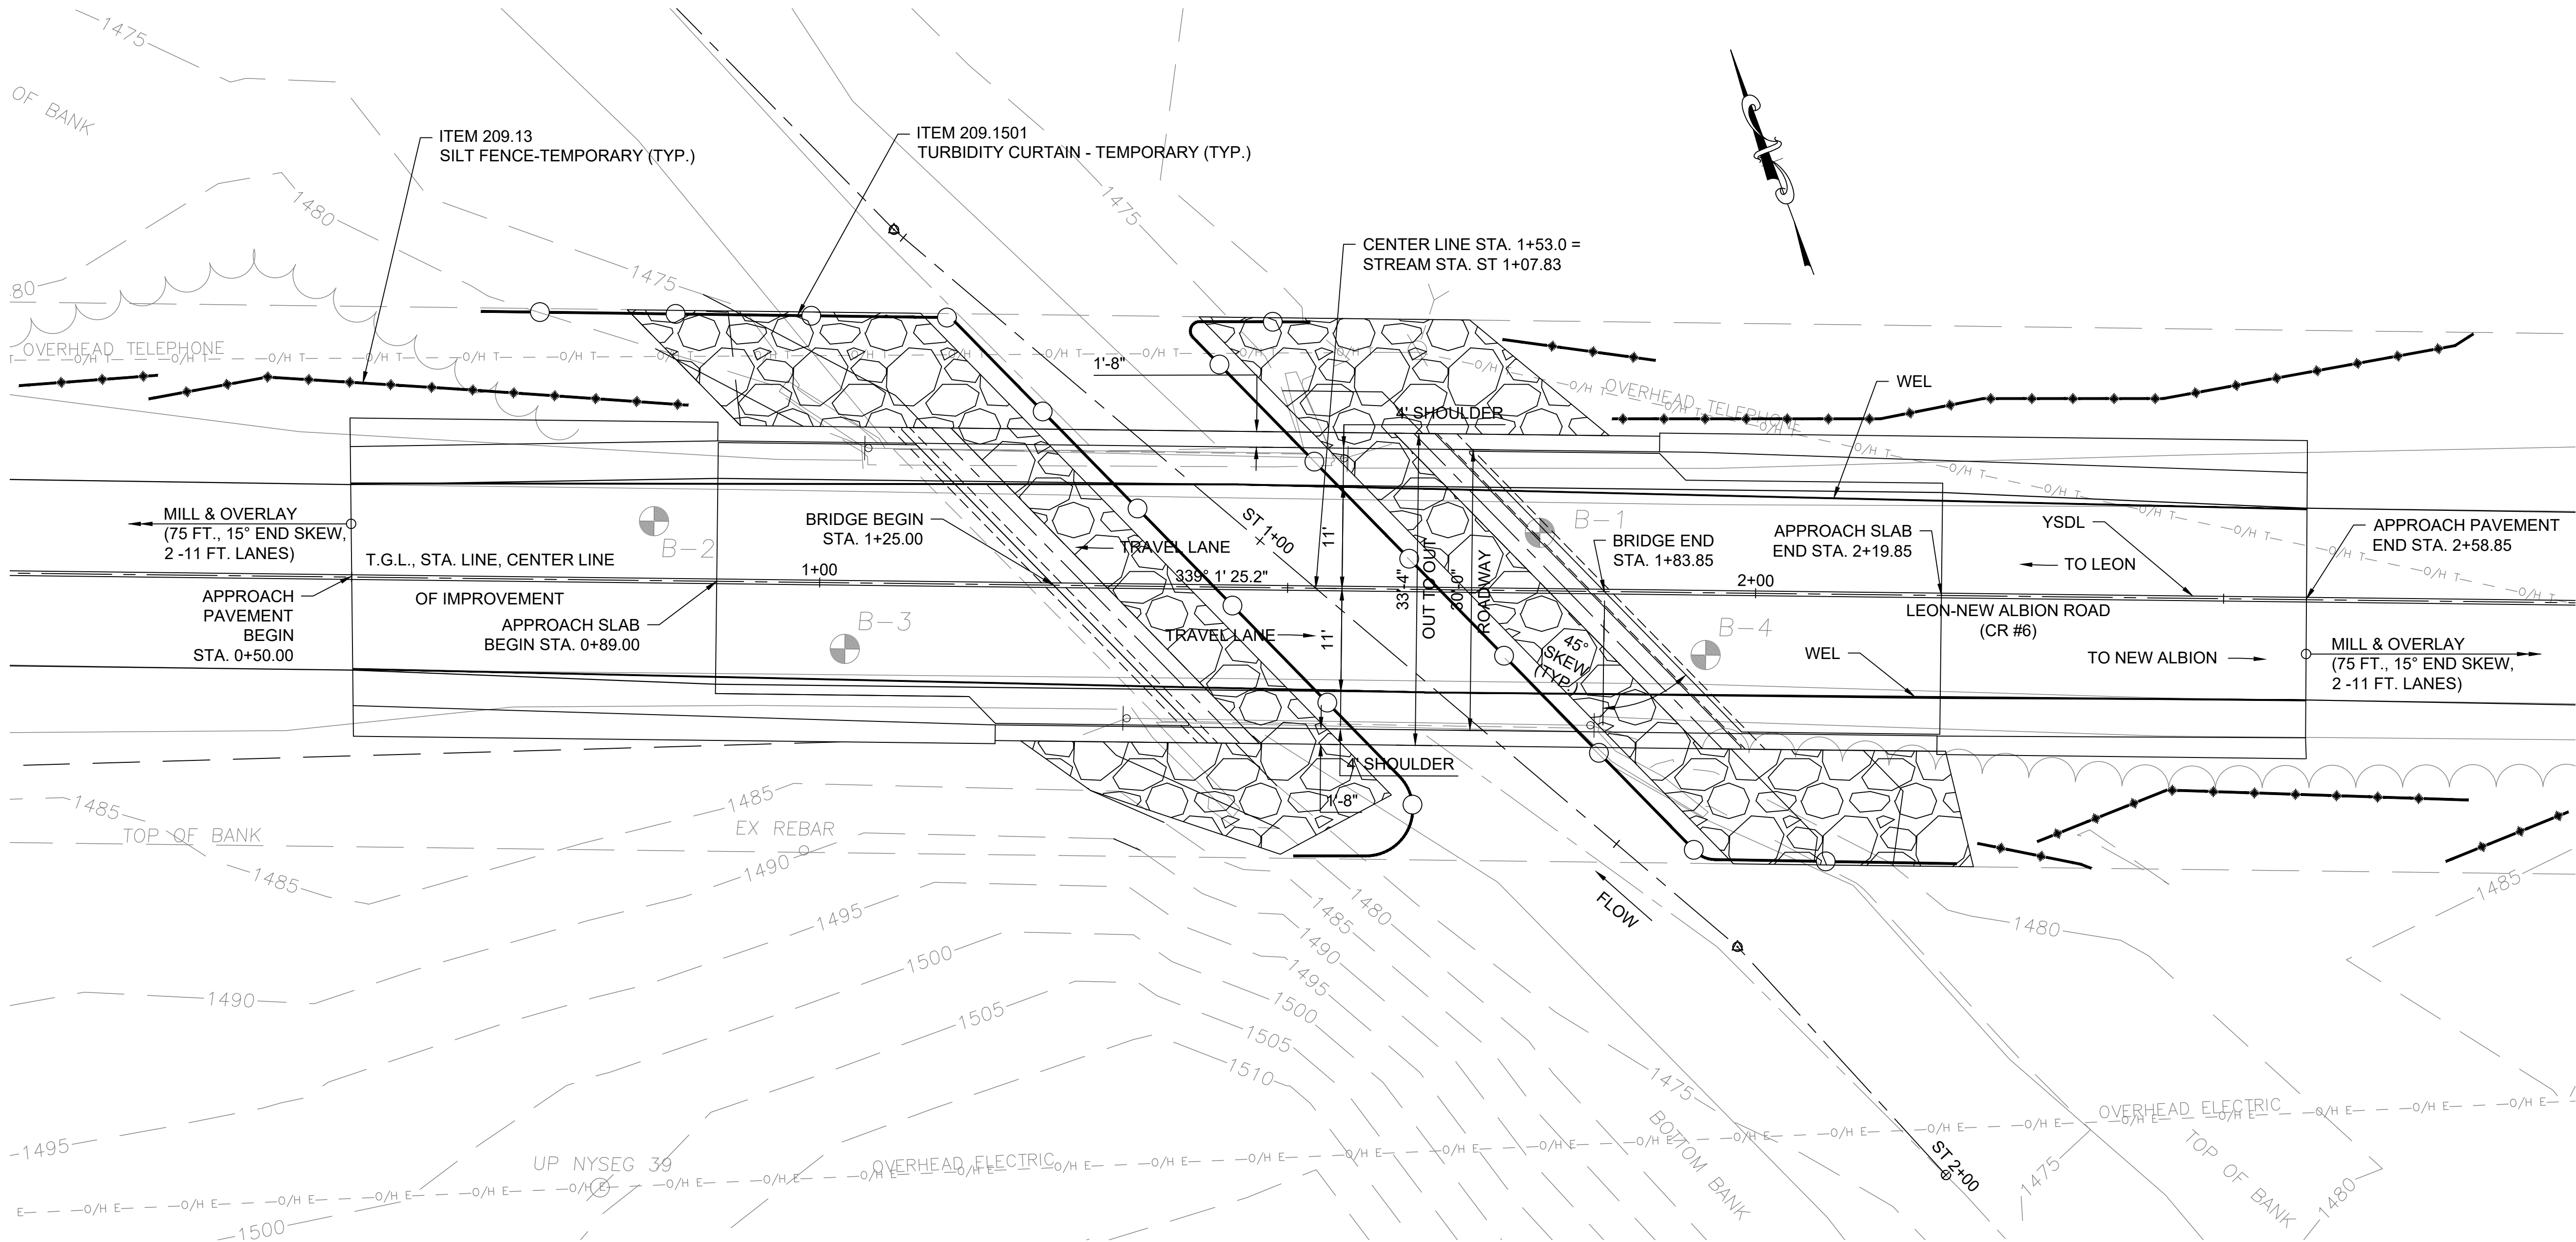 1475
OF BANK
ITEM 209.13
SILT FENCE-TEMPORARY (TYP.)
ITEM 209.1501
TURBIDITY CURTAIN - TEMPORARY (TYP.)
1480
1475
1475
80
CENTER LINE STA. 1+53.0 =
STREAM STA. ST 1+07.83
OVERHEAD TELEPHONE
T— —O/H T— —O/H T— —O/H T— —O/H T— —O/H T— —O/H T— —O/H T— —O/H T— —O/H T— —O/H T— —O/H T— —O/H T— —O/H T—
1'-8"
OVERHEAD TELEPHONE
—O/H T— —O/H T— —O/H T— —O/H T— —O/H T— —O/H T— —O/H T— —O/H T— —O/H T— —O/H T
WEL
4' SHOULDER
MILL & OVERLAY
(75 FT., 15° END SKEW,
2 -11 FT. LANES)
B-2
BRIDGE BEGIN
STA. 1+25.00
ST 1+00
11'
TRAVEL LANE
339° 1' 25.2"
33'-4"
OUT TO OUT
30'-0"
ROADWAY
B-1
BRIDGE END
STA. 1+83.85
APPROACH SLAB
END STA. 2+19.85
YSDL
TO LEON
APPROACH PAVEMENT
END STA. 2+58.85
T.G.L., STA. LINE, CENTER LINE
1+00
2+00
APPROACH
PAVEMENT
BEGIN
STA. 0+50.00
OF IMPROVEMENT
APPROACH SLAB
BEGIN STA. 0+89.00
B-3
TRAVEL LANE
11'
45°
SKEW
(TYP.)
B-4
LEON-NEW ALBION ROAD
(CR #6)
WEL
TO NEW ALBION
MILL & OVERLAY
(75 FT., 15° END SKEW,
2 -11 FT. LANES)
4' SHOULDER
1'-8"
1485
TOP OF BANK
1485
1485
EX REBAR
1490
1495
1500
1505
1490
FLOW
1480
1485
1490
1495
1500
1505
1510
1480
1485
1475
BOTTOM BANK
OVERHEAD ELECTRIC
ST 2+00
1475
TOP OF BANK
1480
1495
UP NYSEG 39
OVERHEAD ELECTRIC
E— —O/H E— —O/H E— —O/H E— —O/H E— —O/H E— —O/H E— —O/H E— —O/H E— —O/H E— —O/H E— —O/H E— —O/H E— —O/H E— —O/H E— —O/H E— —O/H E— —O/H E— —O/H E— —O/H E— —O/H E— —O/H E— —O/H E— —O/H E— —O/H E— —O/H E—
1500